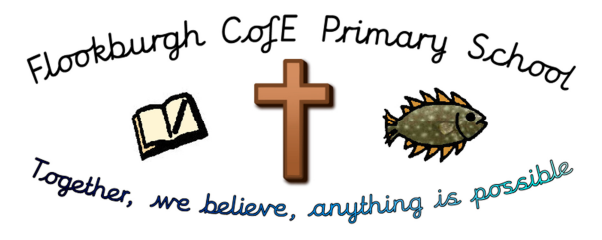 Flookburgh CofE Primary School
Together, we believe, anything is possible